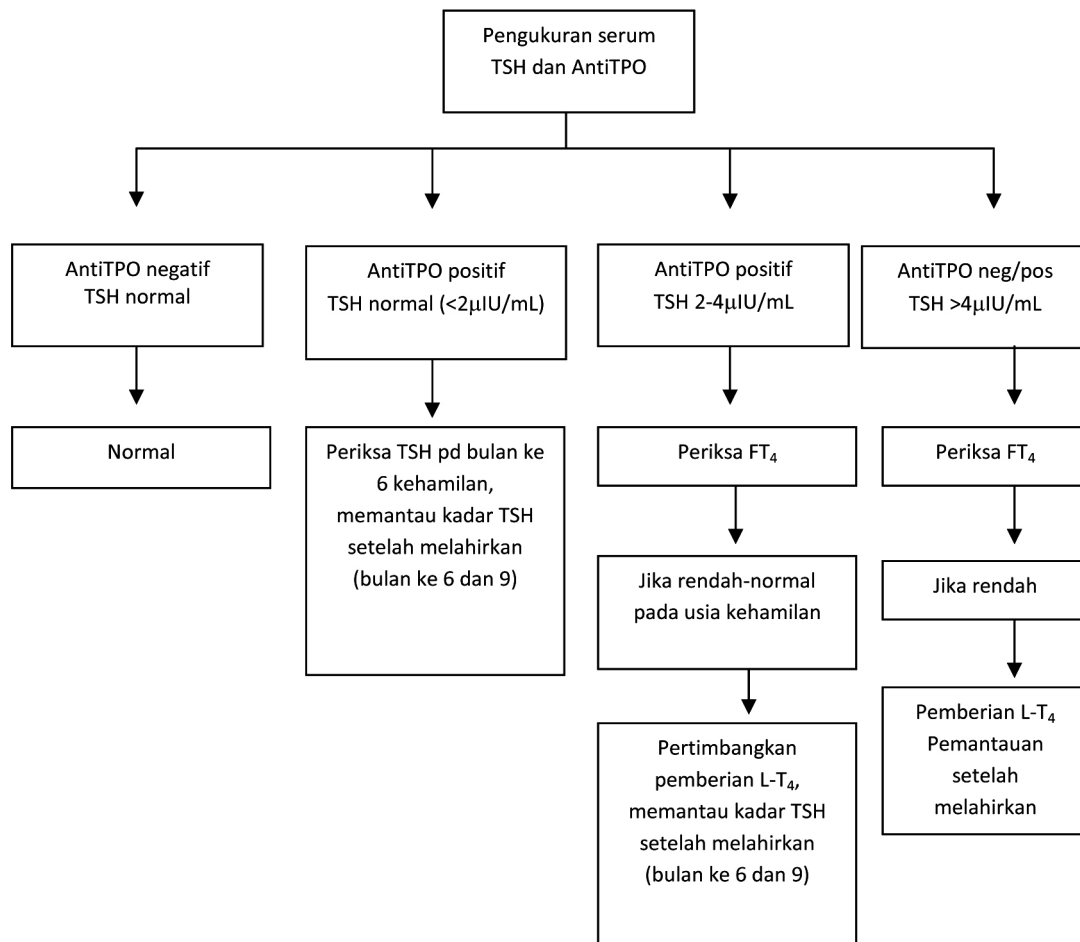 Pengukuran serum
TSH dan AntiTPO
AntiTPO negatif
TSH normal
AntiTPO positif
TSH normal (<2μIU/mL)
AntiTPO positif
TSH 2-4μIU/mL
AntiTPO neg/pos
TSH >4μIU/mL
Normal
Periksa TSH pd bulan ke
6 kehamilan,
memantau kadar TSH
setelah melahirkan
(bulan ke 6 dan 9)
Periksa FT₄
Jika rendah-normal
pada usia kehamilan
Pertimbangkan
pemberian L-T₄,
memantau kadar TSH
setelah melahirkan
(bulan ke 6 dan 9)
Periksa FT₄
Jika rendah
Pemberian L-T₄
Pemantauan
setelah
melahirkan